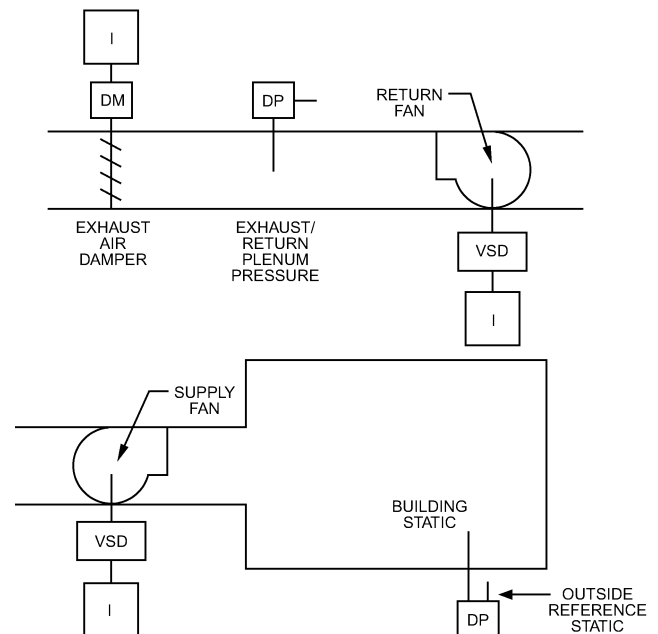 I
DM
DP
RETURN
FAN
EXHAUST
AIR
DAMPER
EXHAUST/
RETURN
PLENUM
PRESSURE
VSD
I
SUPPLY
FAN
BUILDING
STATIC
VSD
I
DP
OUTSIDE
REFERENCE
STATIC